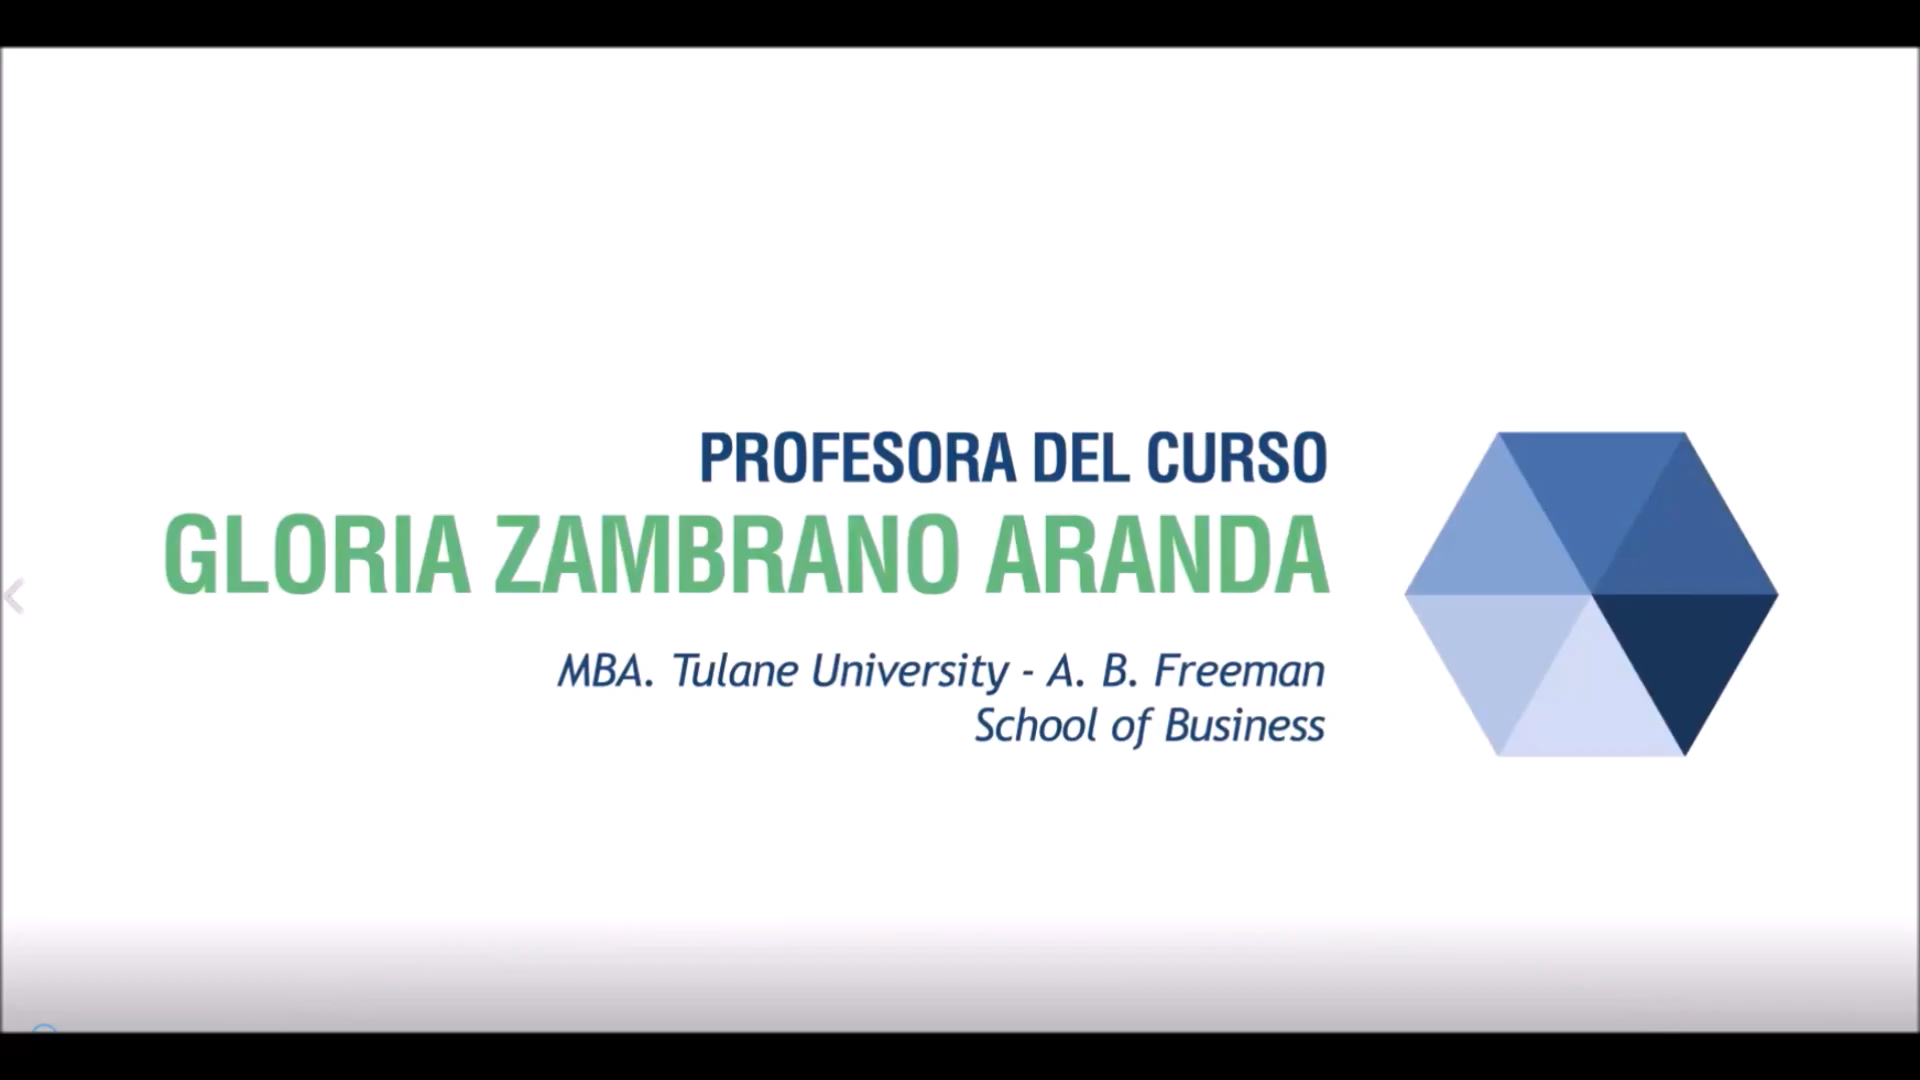 PROFESORA DEL CURSO
GLORIA ZAMBRANO ARANDA
MBA. Tulane University - A. B. Freeman
School of Business